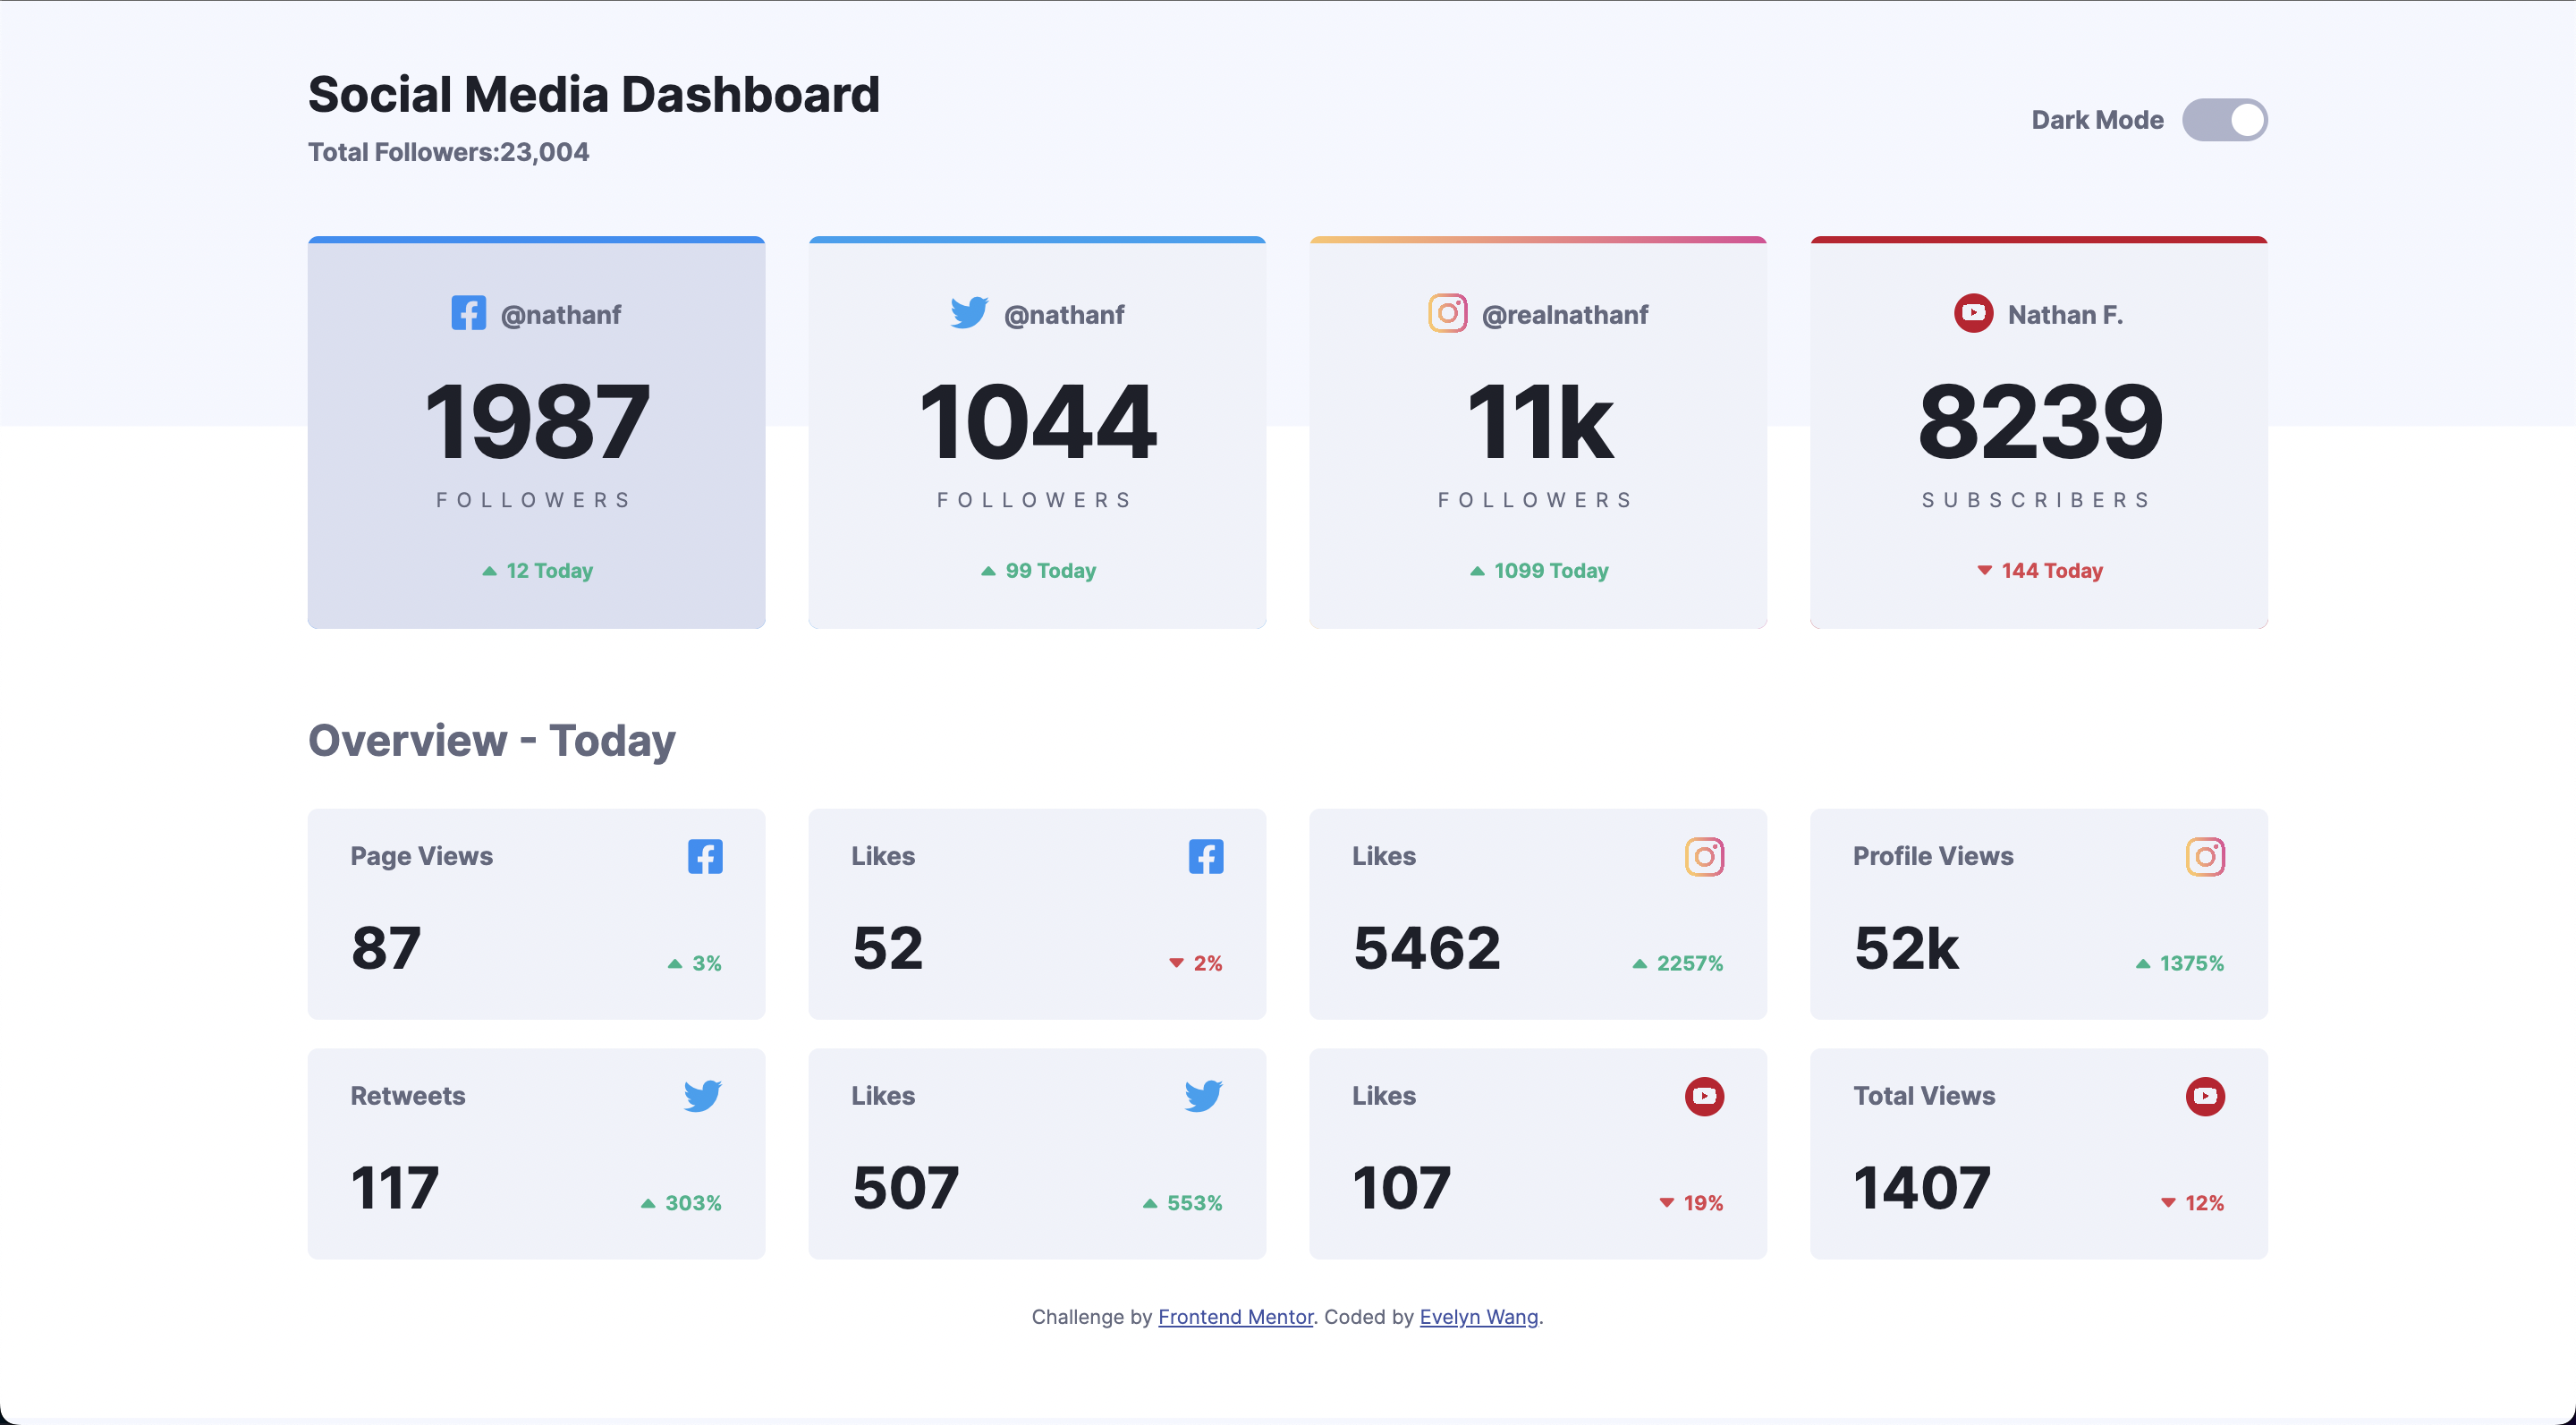 Social Media Dashboard
Total Followers:23,004
Dark Mode
@nathanf
1987
FOLLOWERS
12 Today
@nathanf
1044
FOLLOWERS
99 Today
@realnathanf
11k
FOLLOWERS
1099 Today
Nathan F.
8239
SUBSCRIBERS
144 Today
Overview - Today
Page Views
87
3%
Likes
52
2%
Likes
5462
2257%
Profile Views
52k
1375%
Retweets
117
303%
Likes
507
553%
Likes
107
19%
Total Views
1407
12%
Challenge by Frontend Mentor. Coded by Evelyn Wang.